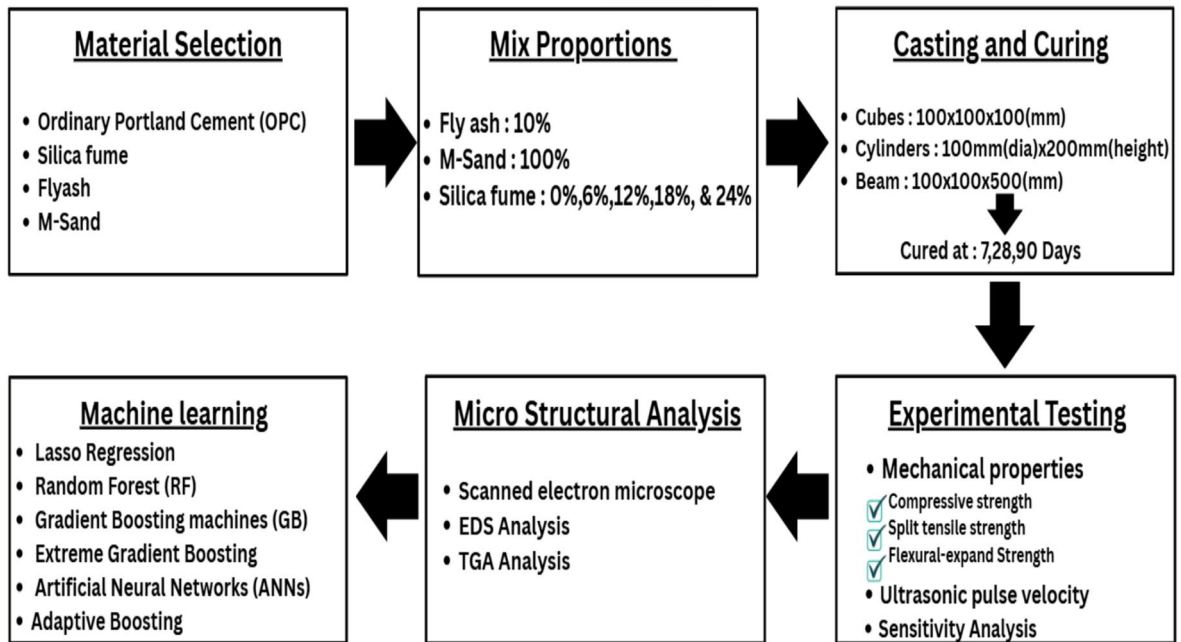 Material Selection
• Ordinary Portland Cement (OPC)
• Silica fume
• Flyash
• M-Sand
Mix Proportions
• Fly ash : 10%
• M-Sand : 100%
• Silica fume : 0%,6%,12%,18%, & 24%
Casting and Curing
• Cubes : 100x100x100(mm)
• Cylinders : 100mm(dia)x200mm(height)
• Beam : 100x100x500(mm)
Cured at : 7,28,90 Days
Experimental Testing
• Mechanical properties
Compressive strength
Split tensile strength
Flexural-expand Strength
• Ultrasonic pulse velocity
• Sensitivity Analysis
Micro Structural Analysis
• Scanned electron microscope
• EDS Analysis
• TGA Analysis
Machine learning
• Lasso Regression
• Random Forest (RF)
• Gradient Boosting machines (GB)
• Extreme Gradient Boosting
• Artificial Neural Networks (ANNs)
• Adaptive Boosting